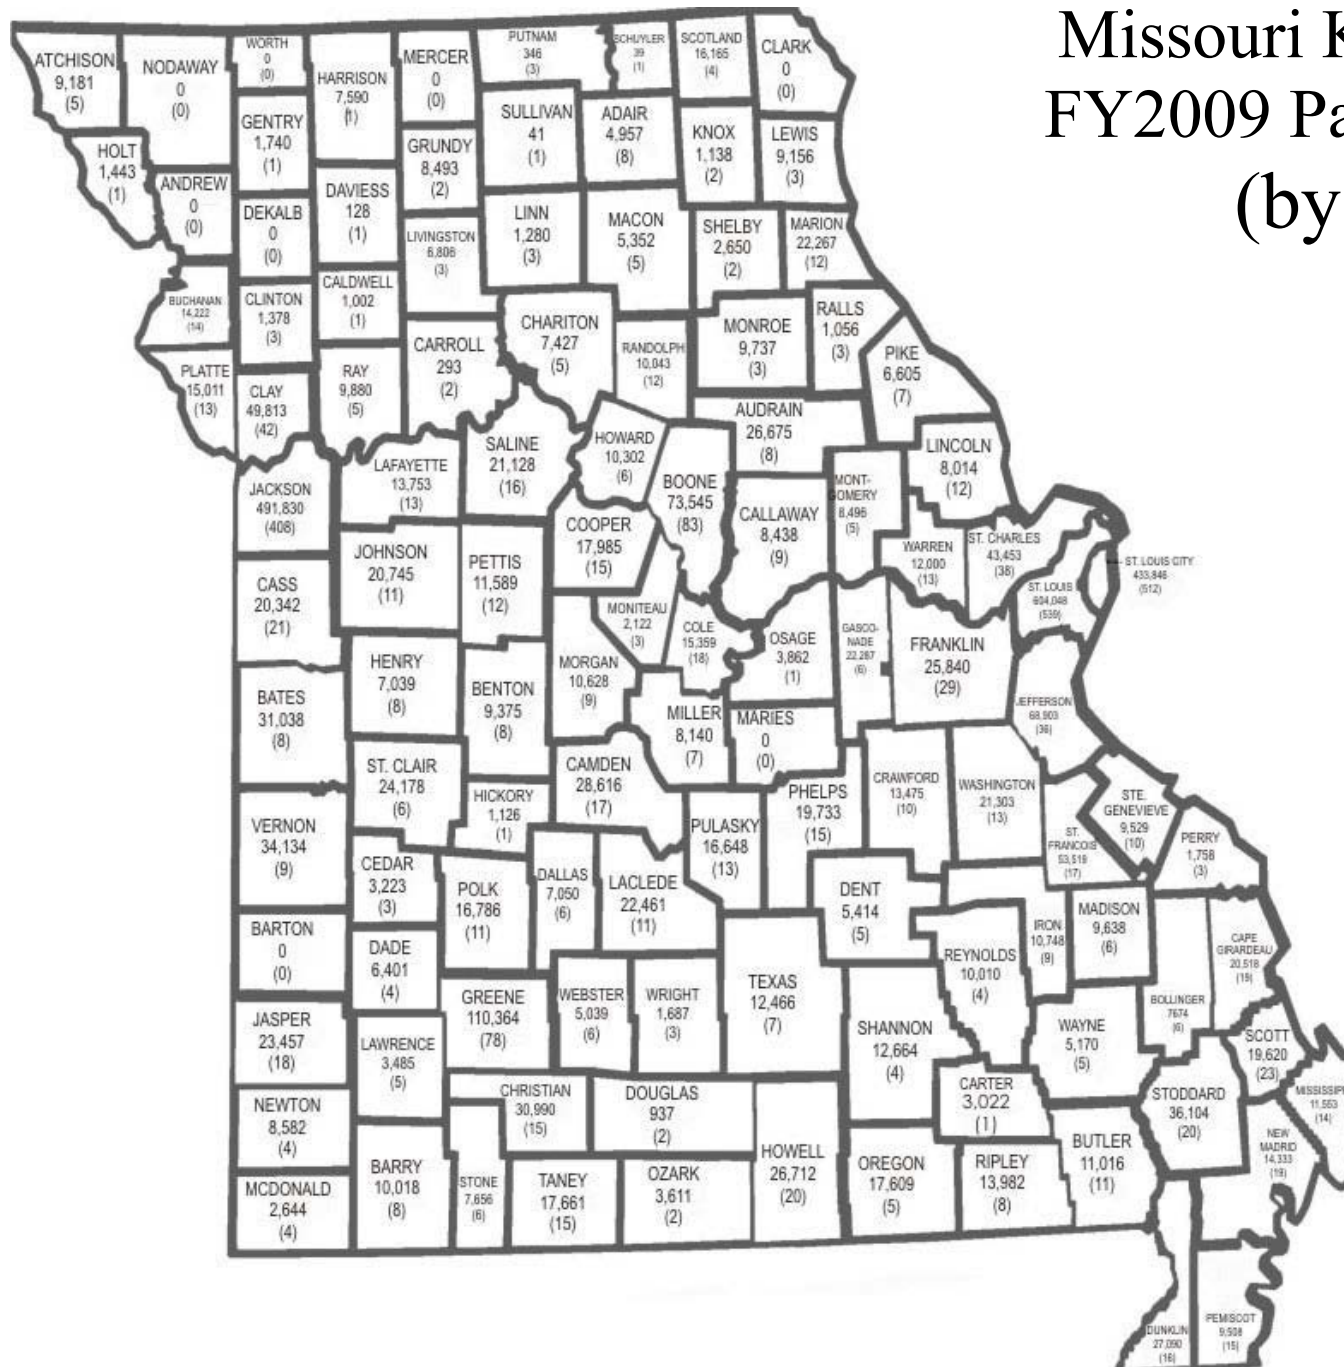 Missouri K
FY2009 Pa
(by
ATCHISON
9,181
(5)
NODAWAY
0
(0)
WORTH
0
(0)
HARRISON
7,590
(1)
MERCER
0
(0)
PUTNAM
346
(3)
SCHUYLER
39
(1)
SCOTLAND
16,165
(4)
CLARK
0
(0)
HOLT
1,443
(1)
ANDREW
0
(0)
GENTRY
1,740
(1)
GRUNDY
8,493
(2)
SULLIVAN
41
(1)
ADAIR
4,957
(8)
KNOX
1,138
(2)
LEWIS
9,156
(3)
DEKALB
0
(0)
DAVIESS
128
(1)
LIVINGSTON
6,806
(3)
LINN
1,280
(3)
MACON
5,352
(5)
SHELBY
2,650
(2)
MARION
22,267
(12)
BUCHANAN
14,222
(14)
CLINTON
1,378
(3)
CALDWELL
1,002
(1)
CARROLL
293
(2)
CHARITON
7,427
(5)
RANDOLPH
10,043
(12)
MONROE
9,737
(3)
RALLS
1,056
(3)
PIKE
6,605
(7)
PLATTE
15,011
(13)
CLAY
49,813
(42)
RAY
9,880
(5)
AUDRAIN
26,675
(8)
LINCOLN
8,014
(12)
JACKSON
491,830
(408)
LAFAYETTE
13,753
(13)
SALINE
21,128
(16)
HOWARD
10,302
(6)
BOONE
73,545
(83)
CALLAWAY
8,438
(9)
MONT-
GOMERY
8,496
(5)
WARREN
12,000
(13)
ST. CHARLES
43,453
(38)
ST. LOUIS CITY
433,846
(512)
ST. LOUIS
604,048
(539)
CASS
20,342
(21)
JOHNSON
20,745
(11)
PETTIS
11,589
(12)
COOPER
17,985
(15)
MONITEAU
2,122
(3)
COLE
15,359
(18)
OSAGE
3,862
(1)
GASCO-
NADE
22,287
(6)
FRANKLIN
25,840
(29)
JEFFERSON
68,903
(36)
BATES
31,038
(8)
HENRY
7,039
(8)
BENTON
9,375
(8)
MORGAN
10,628
(9)
MILLER
8,140
(7)
MARIES
0
(0)
ST. CLAIR
24,178
(6)
HICKORY
1,126
(1)
CAMDEN
28,616
(17)
PULASKY
16,648
(13)
PHELPS
19,733
(15)
CRAWFORD
13,475
(10)
WASHINGTON
21,303
(13)
ST.
FRANCOIS
53,519
(17)
STE.
GENEVIEVE
9,529
(10)
PERRY
1,758
(3)
VERNON
34,134
(9)
CEDAR
3,223
(3)
POLK
16,786
(11)
DALLAS
7,050
(6)
LACLEDE
22,461
(11)
DENT
5,414
(5)
IRON
10,748
(9)
MADISON
9,638
(6)
BARTON
0
(0)
DADE
6,401
(4)
GREENE
110,364
(78)
WEBSTER
5,039
(6)
WRIGHT
1,687
(3)
TEXAS
12,466
(7)
REYNOLDS
10,010
(4)
BOLLINGER
7674
(6)
CAPE
GIRARDEAU
20,518
(19)
JASPER
23,457
(18)
LAWRENCE
3,485
(5)
SHANNON
12,664
(4)
WAYNE
5,170
(5)
SCOTT
19,620
(23)
NEWTON
8,582
(4)
CHRISTIAN
30,990
(15)
DOUGLAS
937
(2)
CARTER
3,022
(1)
STODDARD
36,104
(20)
MISSISSIPI
11,553
(14)
MCDONALD
2,644
(4)
BARRY
10,018
(8)
STONE
7,656
(6)
TANEY
17,661
(15)
OZARK
3,611
(2)
HOWELL
26,712
(20)
OREGON
17,609
(5)
RIPLEY
13,982
(8)
BUTLER
11,016
(11)
NEW
MADRID
14,333
(19)
DUNKLIN
27,090
(16)
PEMISCOT
9,508
(15)